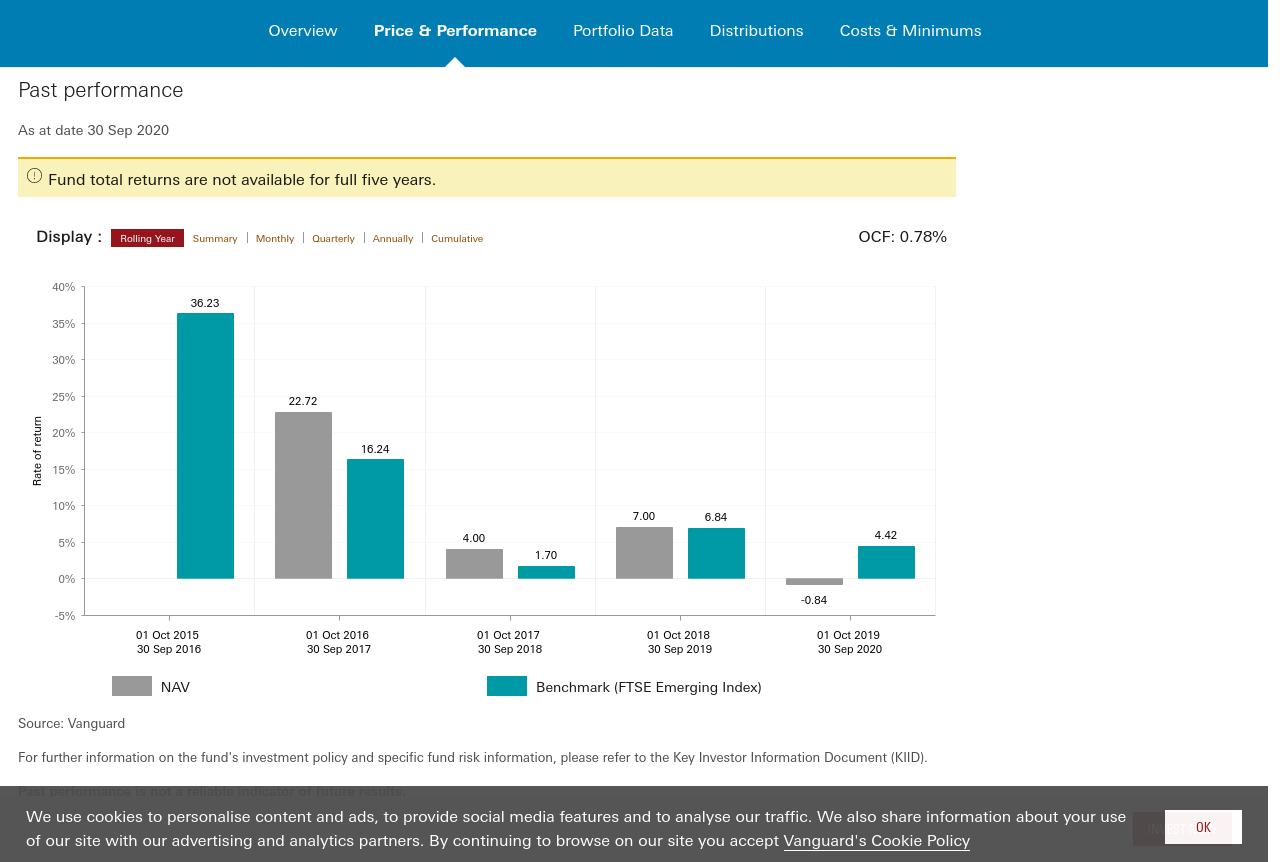 Overview
Price & Performance
Portfolio Data
Distributions
Costs & Minimums
Past performance
As at date 30 Sep 2020
Fund total returns are not available for full five years.
Display : Rolling Year Summary | Monthly | Quarterly | Annually | Cumulative
OCF: 0.78%
40%
35%
30%
25%
20%
15%
10%
5%
0%
-5%
Rate of return
36.23
22.72
16.24
4.00
1.70
7.00
6.84
-0.84
4.42
01 Oct 2015
30 Sep 2016
01 Oct 2016
30 Sep 2017
01 Oct 2017
30 Sep 2018
01 Oct 2018
30 Sep 2019
01 Oct 2019
30 Sep 2020
NAV
Benchmark (FTSE Emerging Index)
Source: Vanguard
For further information on the fund's investment policy and specific fund risk information, please refer to the Key Investor Information Document (KIID).
Past performance is not a reliable indicator of future results.
We use cookies to personalise content and ads, to provide social media features and to analyse our traffic. We also share information about your use
of our site with our advertising and analytics partners. By continuing to browse on our site you accept Vanguard's Cookie Policy
OK